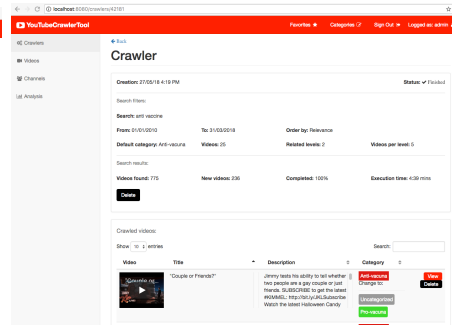 localhost:8080/crawlers/42181
YouTubeCrawlerTool
Favorites Categories Sign Out Logged as: admin
Crawlers
Videos
Channels
Analysis
Back
Crawler
Creation: 27/05/18 4:19 PM Status: ✔ Finished
Search filters:
Search: anti vaccine
From: 01/01/2010 To: 31/03/2018 Order by: Relevance
Default category: Anti-vacuna Videos: 25 Related levels: 2 Videos per level: 5
Search results:
Videos found: 775 New videos: 236 Completed: 100% Execution time: 4:39 mins
Delete
Crawled videos:
Show 10 entries Search:
Video Title Description Category
"Couple or Friends?"
Jimmy tests his ability to tell whether
two people are a gay couple or just
friends. SUBSCRIBE to get the latest
#KIMMEL: http://bit.ly/JKLSubscribe
Watch the latest Halloween Candy
Anti-vacuna
Change to:
Uncategorized
Pro-vacuna
View
Delete